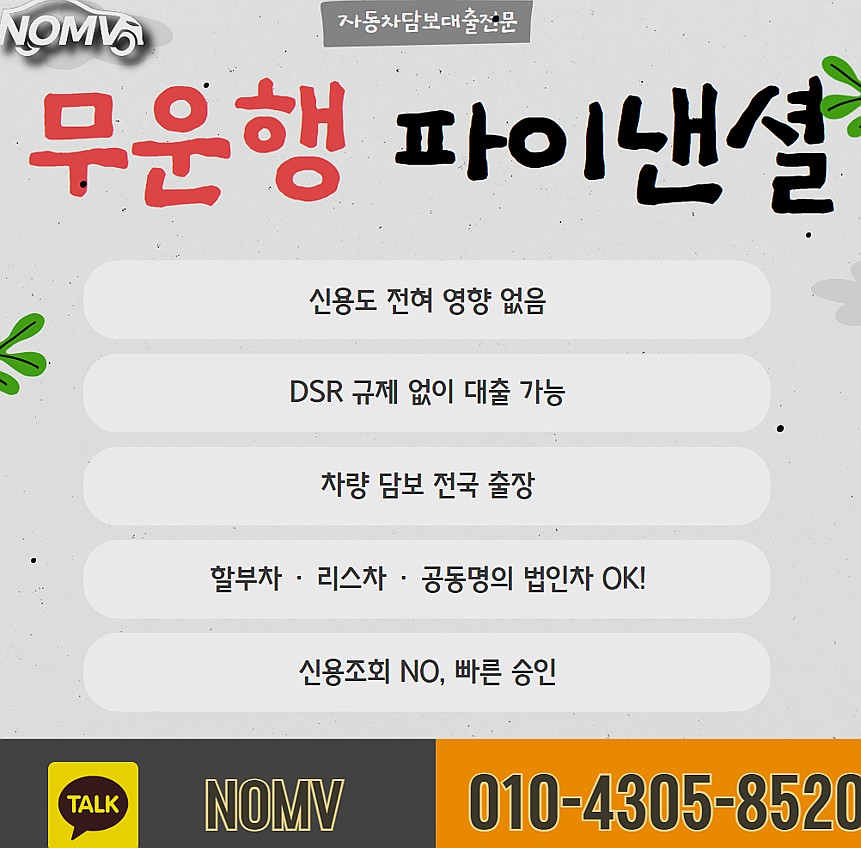 NOMV
자동차담보대출전문
무운행 파이낸셜
신용도 전혀 영향 없음
DSR 규제 없이 대출 가능
차량 담보 전국 출장
할부차 · 리스차 · 공동명의 법인차 OK!
신용조회 NO, 빠른 승인
TALK NOMV 010-4305-8520